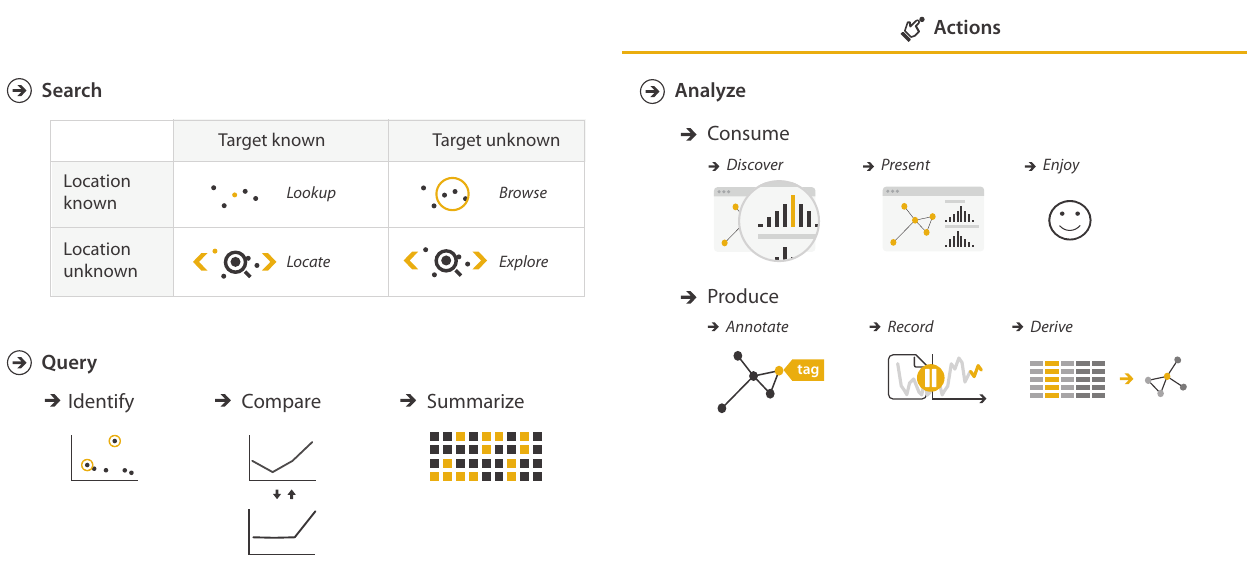 Actions
Search
Target known
Target unknown
Location
known
Lookup
Browse
Location
unknown
Locate
Explore
Query
Identify
Compare
Summarize
Analyze
Consume
Discover
Present
Enjoy
Produce
Annotate
Record
Derive
tag